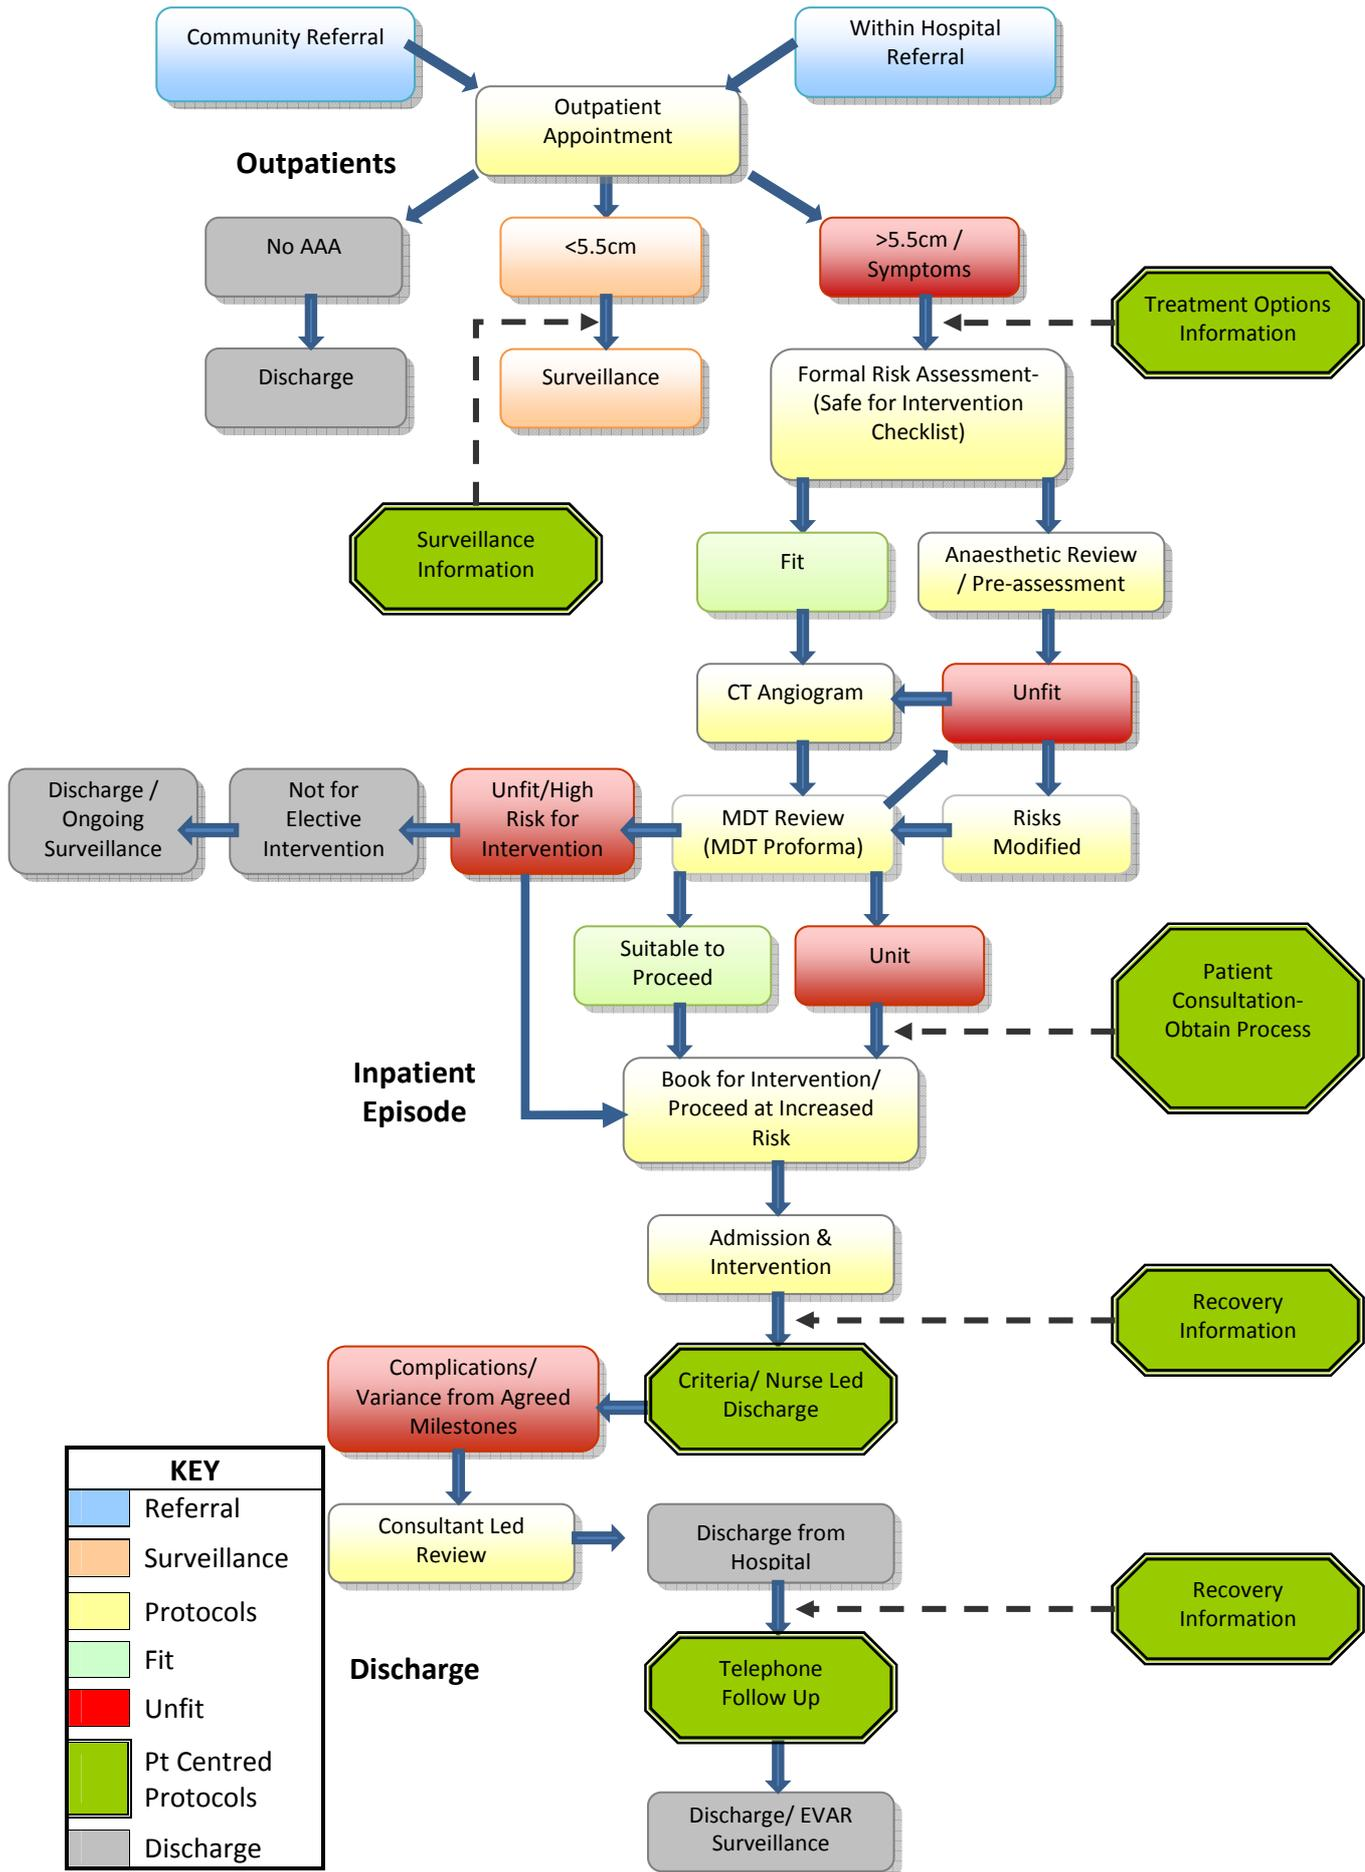 Community Referral
Within Hospital
Referral
Outpatient
Appointment
Outpatients
No AAA
<5.5cm
>5.5cm /
Symptoms
Treatment Options
Information
Discharge
Surveillance
Formal Risk Assessment-
(Safe for Intervention
Checklist)
Surveillance
Information
Fit
Anaesthetic Review
/ Pre-assessment
CT Angiogram
Unfit
Discharge /
Ongoing
Surveillance
Not for
Elective
Intervention
Unfit/High
Risk for
Intervention
MDT Review
(MDT Proforma)
Risks
Modified
Suitable to
Proceed
Unit
Patient
Consultation-
Obtain Process
Inpatient
Episode
Book for Intervention/
Proceed at Increased
Risk
Admission &
Intervention
Recovery
Information
Complications/
Variance from Agreed
Milestones
Criteria/ Nurse Led
Discharge
Consultant Led
Review
Discharge from
Hospital
Recovery
Information
Discharge
Telephone
Follow Up
Discharge/ EVAR
Surveillance
KEY
Referral
Surveillance
Protocols
Fit
Unfit
Pt Centred
Protocols
Discharge